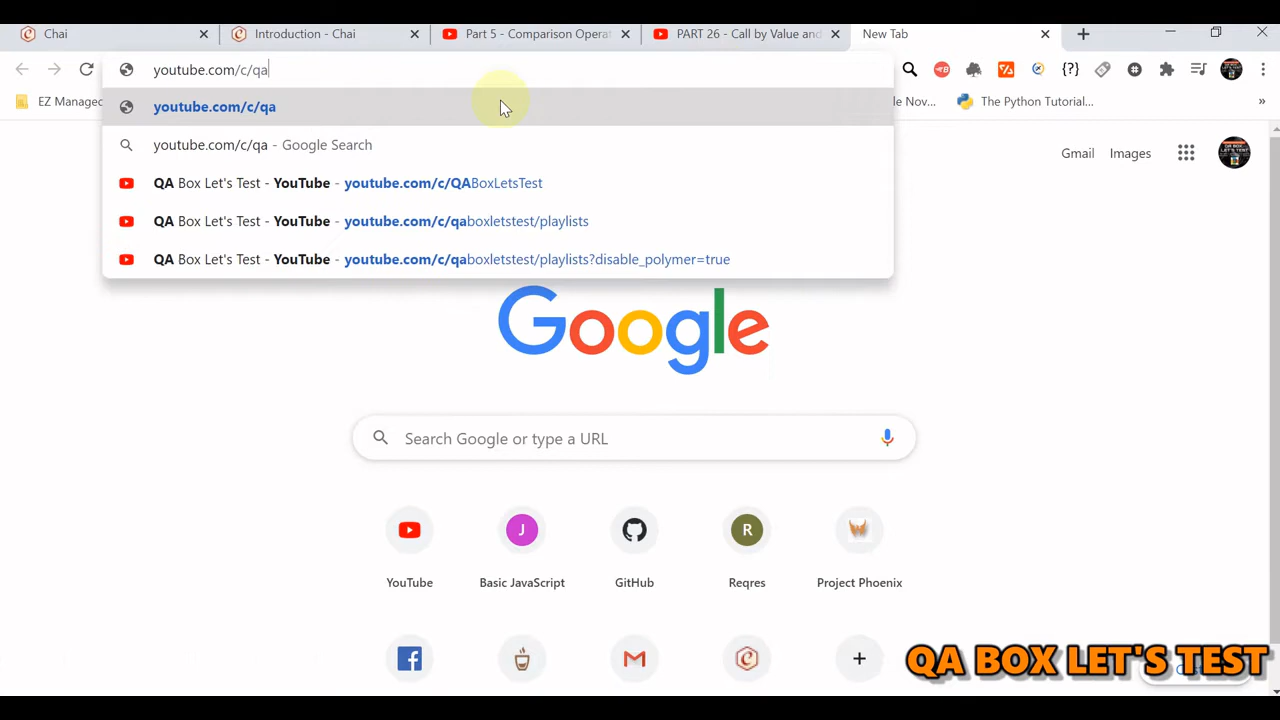 Chai
Introduction - Chai
Part 5 - Comparison Operat
PART 26 - Call by Value and
New Tab
youtube.com/c/qa
{?}
EZ Managed
le Nov...
The Python Tutorial...
»
youtube.com/c/qa
youtube.com/c/qa - Google Search
QA Box Let's Test - YouTube - youtube.com/c/QABoxLetsTest
QA Box Let's Test - YouTube - youtube.com/c/qaboxletstest/playlists
QA Box Let's Test - YouTube - youtube.com/c/qaboxletstest/playlists?disable_polymer=true
Gmail
Images
Google
Search Google or type a URL
J
R
YouTube
Basic JavaScript
GitHub
Reqres
Project Phoenix
QA BOX LET'S TEST